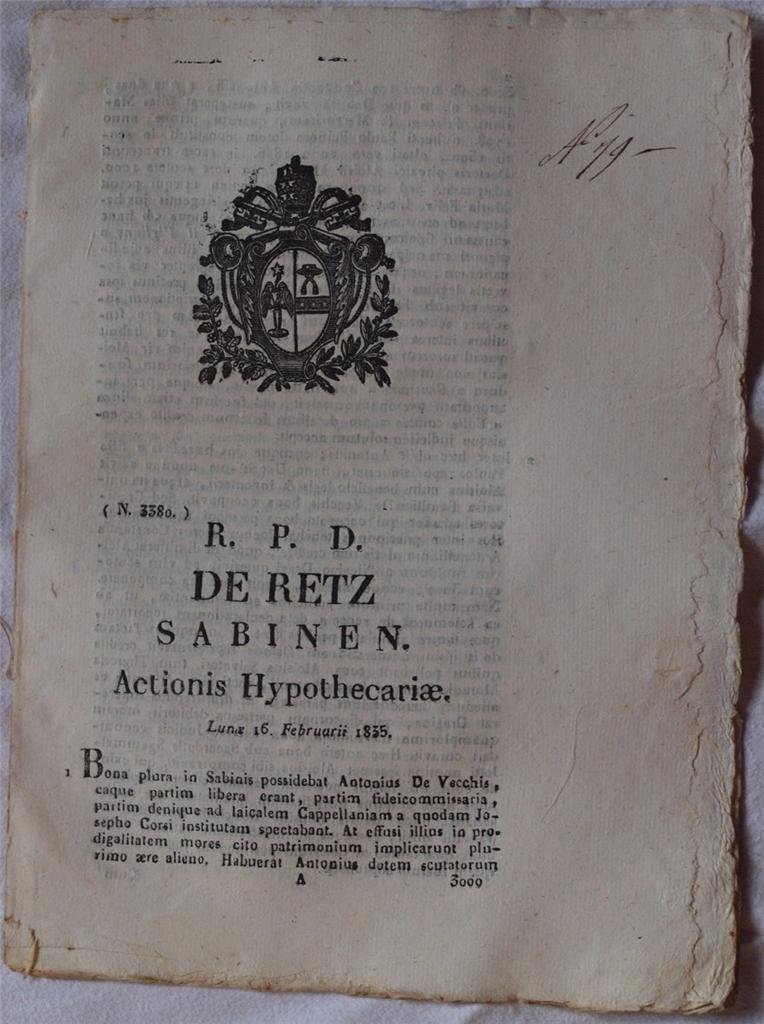 Nº 79 —
( N. 3380. )
R. P. D.
DE RETZ
SABINEN.
Actionis Hypothecariæ.
Lunæ 16. Februarii 1835.
1 Bona plura in Sabinis possidebat Antonius De Vecchis,
eaque partim libera erant, partim fideicommissaria,
partim denique ad laicalem Cappellaniam a quodam Jo-
sepho Corsi institutam spectabant. At effusi illius in pro-
digalitatem mores cito patrimonium implicarunt plu-
rimo ære alieno. Habuerat Antonius dotem scutatorum
A 3000